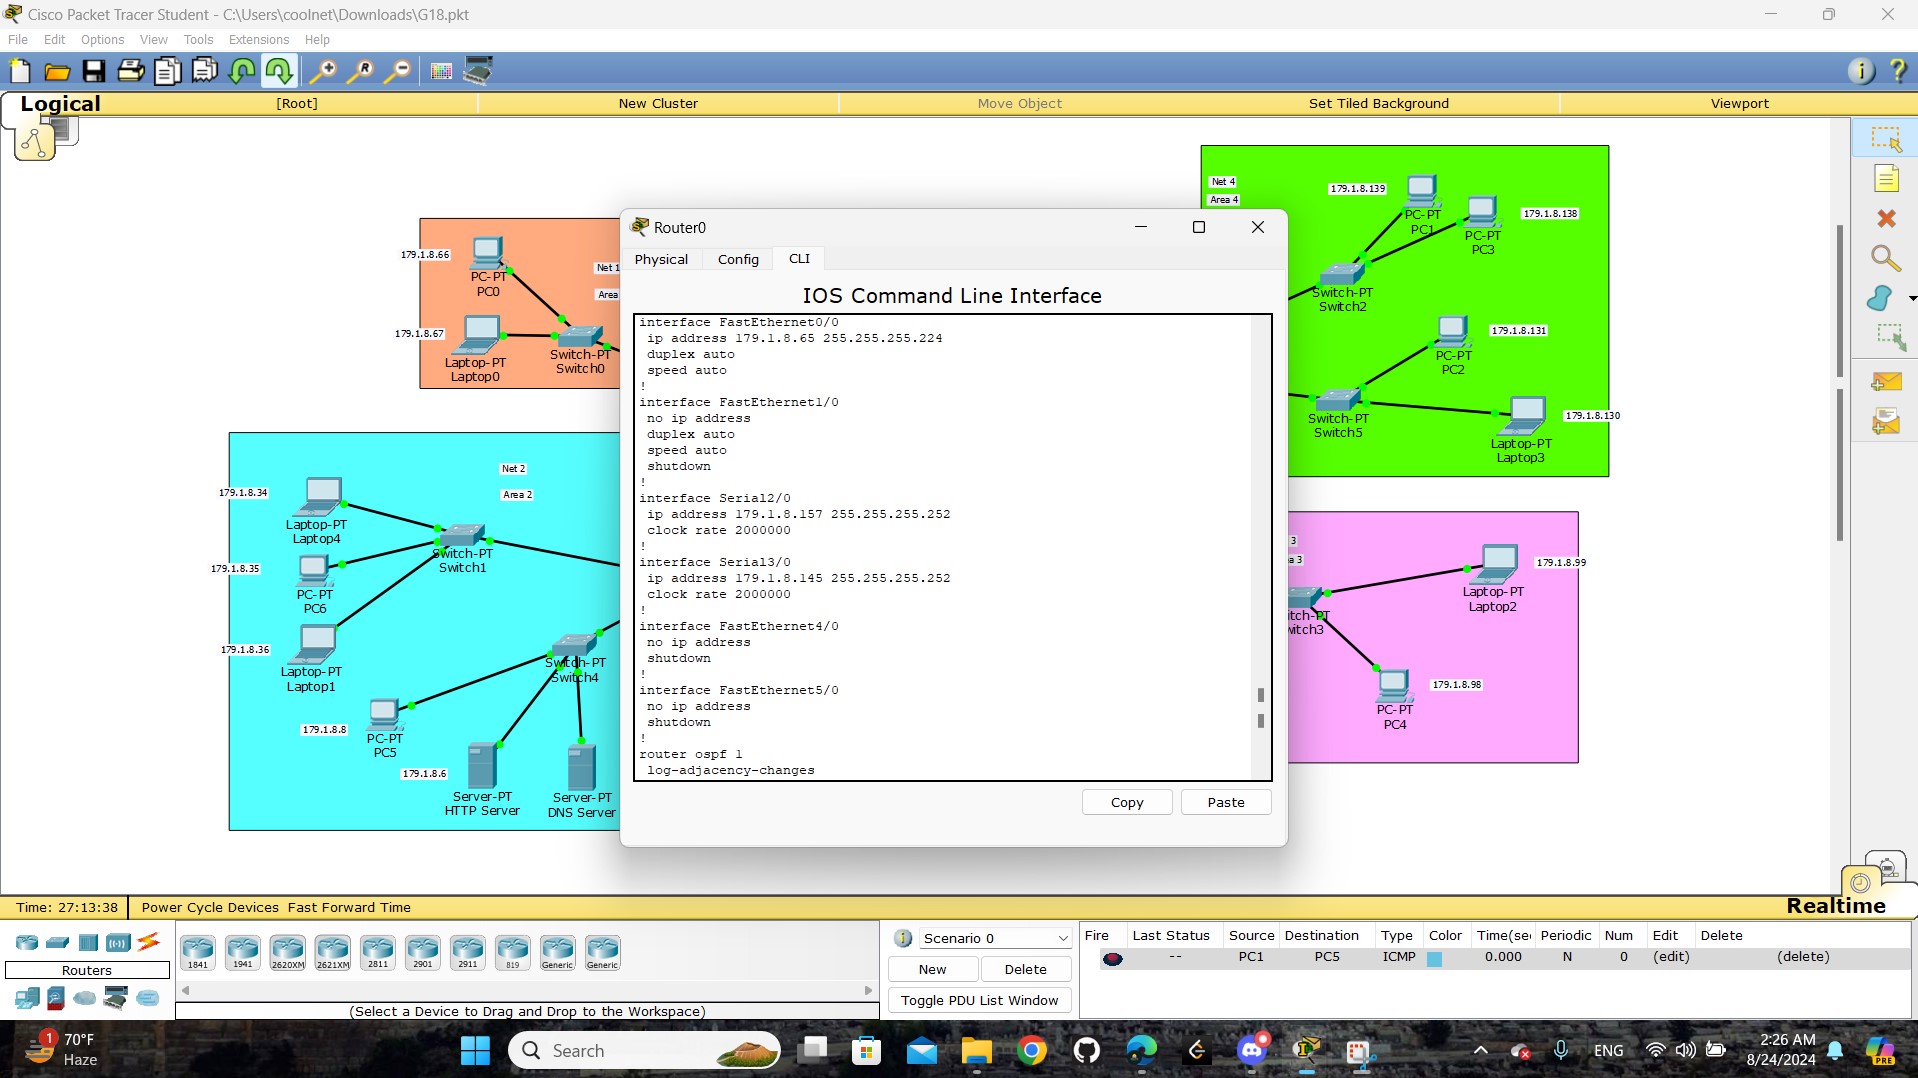 Cisco Packet Tracer Student - C:\Users\coolnet\Downloads\G18.pkt
File Edit Options View Tools Extensions Help
Logical [Root] New Cluster Move Object Set Tiled Background Viewport
Net 4
Area 4
179.1.8.139
PC-PT
PC1
179.1.8.138
PC-PT
PC3
Switch-PT
Switch2
179.1.8.131
PC-PT
PC2
Switch-PT
Switch5
179.1.8.130
Laptop-PT
Laptop3
179.1.8.66
PC-PT
PC0
Net 1
Area
179.1.8.67
Laptop-PT
Laptop0
Switch-PT
Switch0
Net 2
Area 2
179.1.8.34
Laptop-PT
Laptop4
Switch-PT
Switch1
179.1.8.35
PC-PT
PC6
179.1.8.36
Laptop-PT
Laptop1
Switch-PT
Switch4
179.1.8.8
PC-PT
PC5
179.1.8.6
Server-PT
HTTP Server
Server-PT
DNS Server
3
ea 3
itch-PT
witch3
179.1.8.99
Laptop-PT
Laptop2
179.1.8.98
PC-PT
PC4
Router0
Physical Config CLI
IOS Command Line Interface
interface FastEthernet0/0
ip address 179.1.8.65 255.255.255.224
duplex auto
speed auto
!
interface FastEthernet1/0
no ip address
duplex auto
speed auto
shutdown
!
interface Serial2/0
ip address 179.1.8.157 255.255.255.252
clock rate 2000000
!
interface Serial3/0
ip address 179.1.8.145 255.255.255.252
clock rate 2000000
!
interface FastEthernet4/0
no ip address
shutdown
!
interface FastEthernet5/0
no ip address
shutdown
!
router ospf 1
log-adjacency-changes
Copy Paste
Time: 27:13:38 Power Cycle Devices Fast Forward Time
Realtime
Routers
1841 1941 2620XM 2621XM 2811 2901 2911 819 Generic Generic
(Select a Device to Drag and Drop to the Workspace)
Scenario 0
New Delete
Toggle PDU List Window
Fire Last Status Source Destination Type Color Time(se Periodic Num Edit Delete
-- PC1 PC5 ICMP 0.000 N 0 (edit) (delete)
1
70°F
Haze
Search
ENG
2:26 AM
8/24/2024
PRE